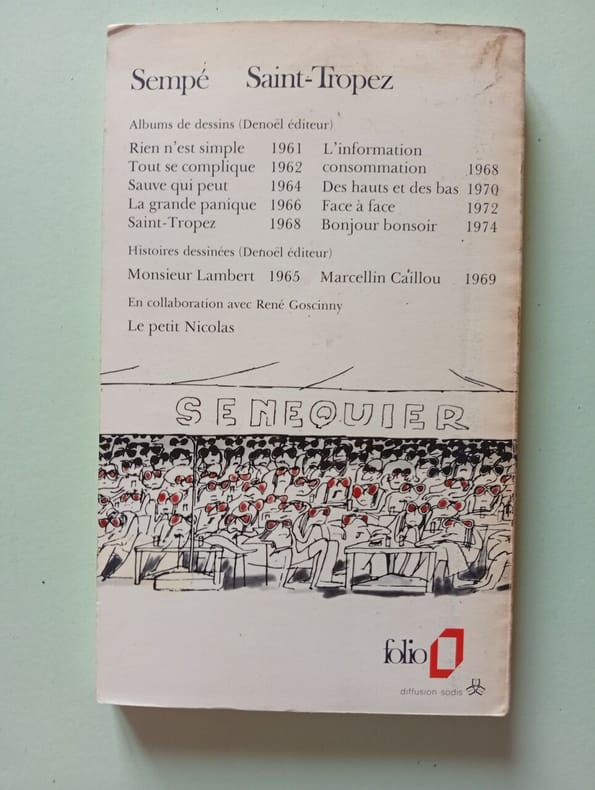 Sempé Saint-Tropez
Albums de dessins (Denoël éditeur)
Rien n'est simple 1961
Tout se complique 1962
Sauve qui peut 1964
La grande panique 1966
Saint-Tropez 1968
L'information
consommation 1968
Des hauts et des bas 1970
Face à face 1972
Bonjour bonsoir 1974
Histoires dessinées (Denoël éditeur)
Monsieur Lambert 1965 Marcellin Caillou 1969
En collaboration avec René Goscinny
Le petit Nicolas
SENEQUIER
folio
diffusion sodis